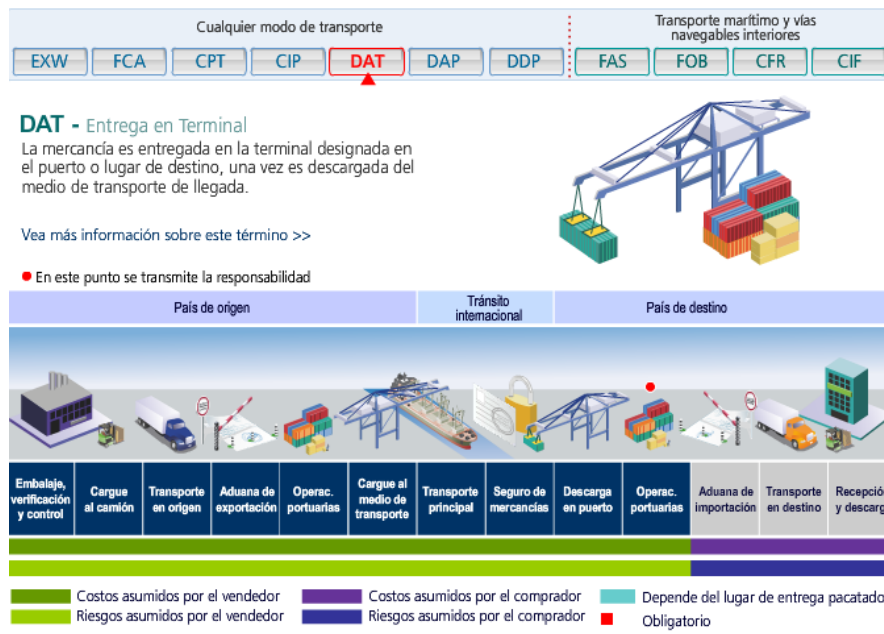 Cualquier modo de transporte
Transporte marítimo y vías
navegables interiores
EXW FCA CPT CIP DAT DAP DDP FAS FOB CFR CIF
DAT - Entrega en Terminal
La mercancía es entregada en la terminal designada en
el puerto o lugar de destino, una vez es descargada del
medio de transporte de llegada.
Vea más información sobre este término >>
En este punto se transmite la responsabilidad
País de origen
Tránsito
internacional
País de destino
Embalaje,
verificación
y control
Cargue
al camión
Transporte
en origen
Aduana de
exportación
Operac.
portuarias
Cargue al
medio de
transporte
Transporte
principal
Seguro de
mercancías
Descarga
en puerto
Operac.
portuarias
Aduana de
importación
Transporte
en destino
Recepció
y descarg
Costos asumidos por el vendedor
Costos asumidos por el comprador
Depende del lugar de entrega pacatado
Riesgos asumidos por el vendedor
Riesgos asumidos por el comprador
Obligatorio